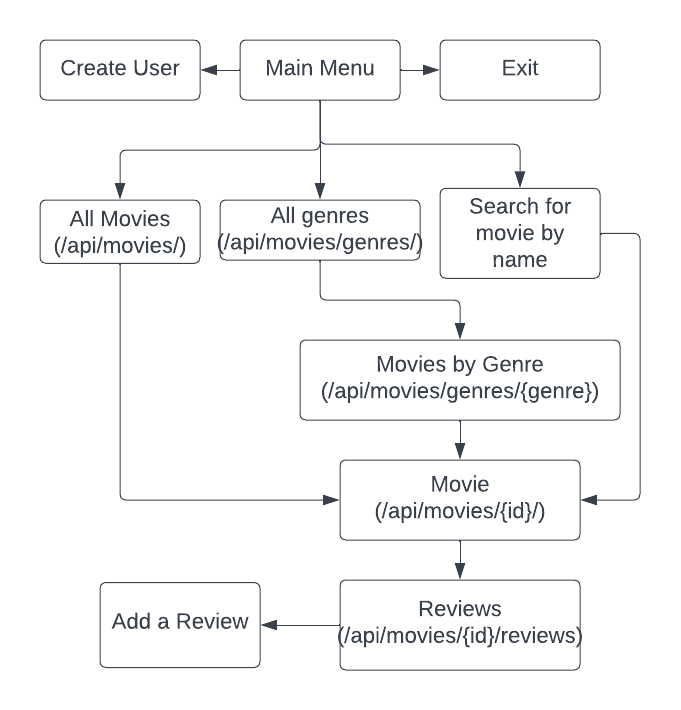 Create User
Main Menu
Exit
All Movies
(/api/movies/)
All genres
(/api/movies/genres/)
Search for
movie by
name
Movies by Genre
(/api/movies/genres/{genre})
Movie
(/api/movies/{id}/)
Add a Review
Reviews
(/api/movies/{id}/reviews)